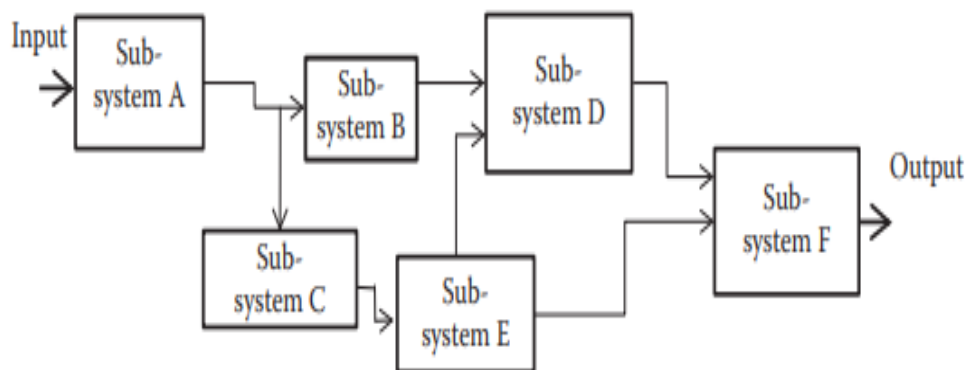 Input
Sub-
system A
Sub-
system B
Sub-
system D
Sub-
system C
Sub-
system E
Sub-
system F
Output